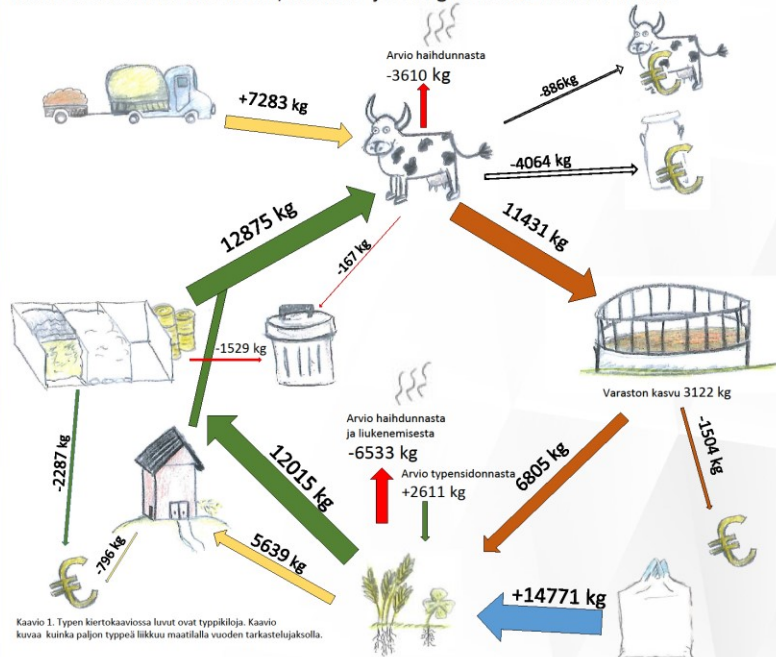 Arvio haihdunnasta
-3610 kg
+7283 kg
-886kg
-4064 kg
12875 kg
-167 kg
11431 kg
-1529 kg
Varaston kasvu 3122 kg
Arvio haihdunnasta
ja liukenemisesta
-6533 kg
Arvio typensidonnasta
+2611 kg
-2287 kg
12015 kg
6805 kg
-1504 kg
-796 kg
5639 kg
+14771 kg
Kaavio 1. Typen kiertokaaviossa luvut ovat typpikiloja. Kaavio
kuvaa kuinka paljon typpeä liikkuu maatilalla vuoden tarkastelujaksolla.